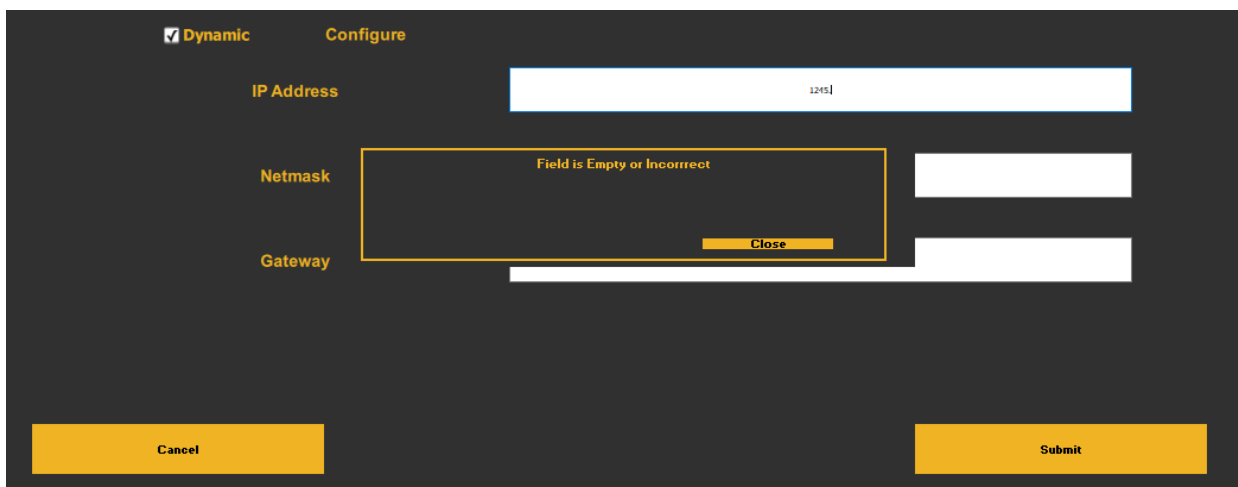 Dynamic Configure
IP Address 1245.
Field is Empty or Incorrrect
Netmask
Close
Gateway
Cancel Submit